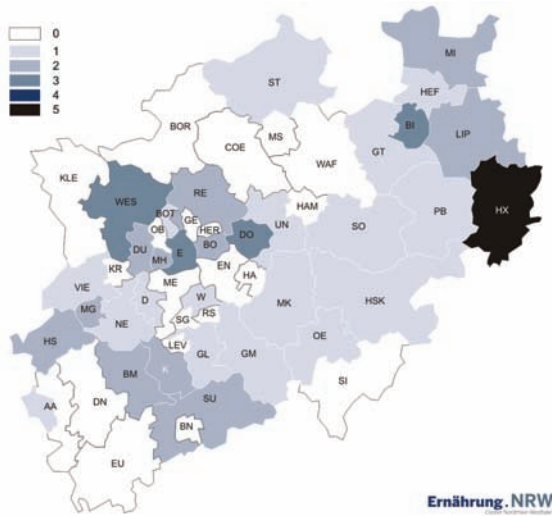 0
1
2
3
4
5
ST
MI
HEF
BI
LIP
GT
BOR
COE
MS
WAF
KLE
WES
RE
BOT
GE
OB
HER
HAM
UN
SO
PB
HX
DU
MH
E
BO
DO
EN
HA
KR
ME
VIE
MG
NE
D
W
RS
SG
MK
HSK
HS
LEV
GL
GM
OE
BM
K
SU
SI
AA
DN
BN
EU
Ernährung.NRW
Cluster Nordrhein-Westfalen